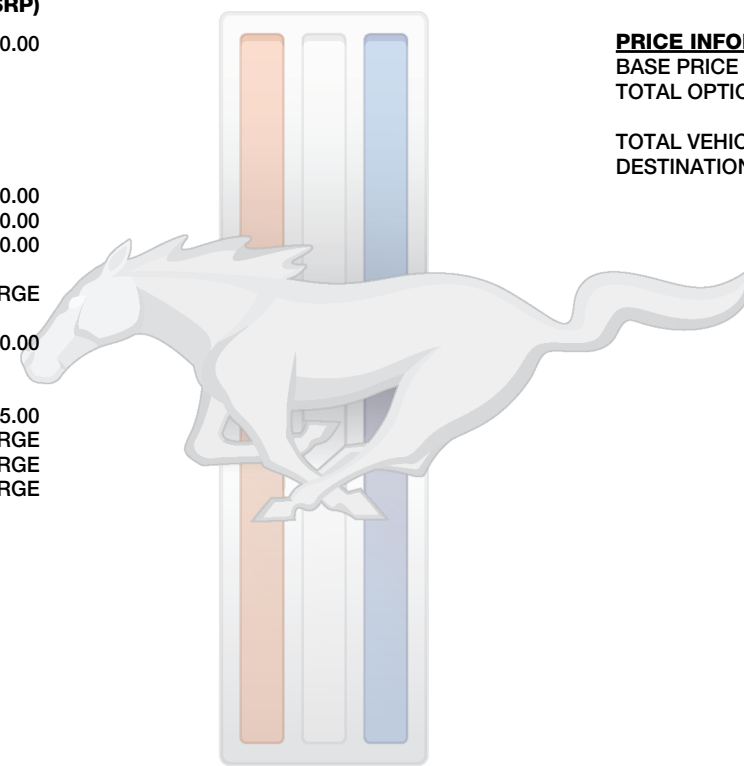 SRP)
0.00
0.00
0.00
0.00
RGE
0.00
5.00
RGE
RGE
RGE
PRICE INFO
BASE PRICE
TOTAL OPTIO
TOTAL VEHIC
DESTINATION